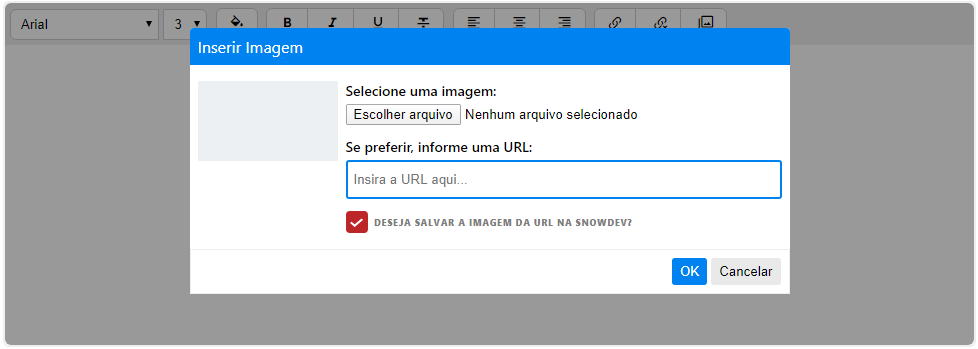 Arial 3 B I U T
Inserir Imagem
Selecione uma imagem:
Escolher arquivo Nenhum arquivo selecionado
Se preferir, informe uma URL:
Insira a URL aqui...
DESEJA SALVAR A IMAGEM DA URL NA SNOWDEV?
OK Cancelar